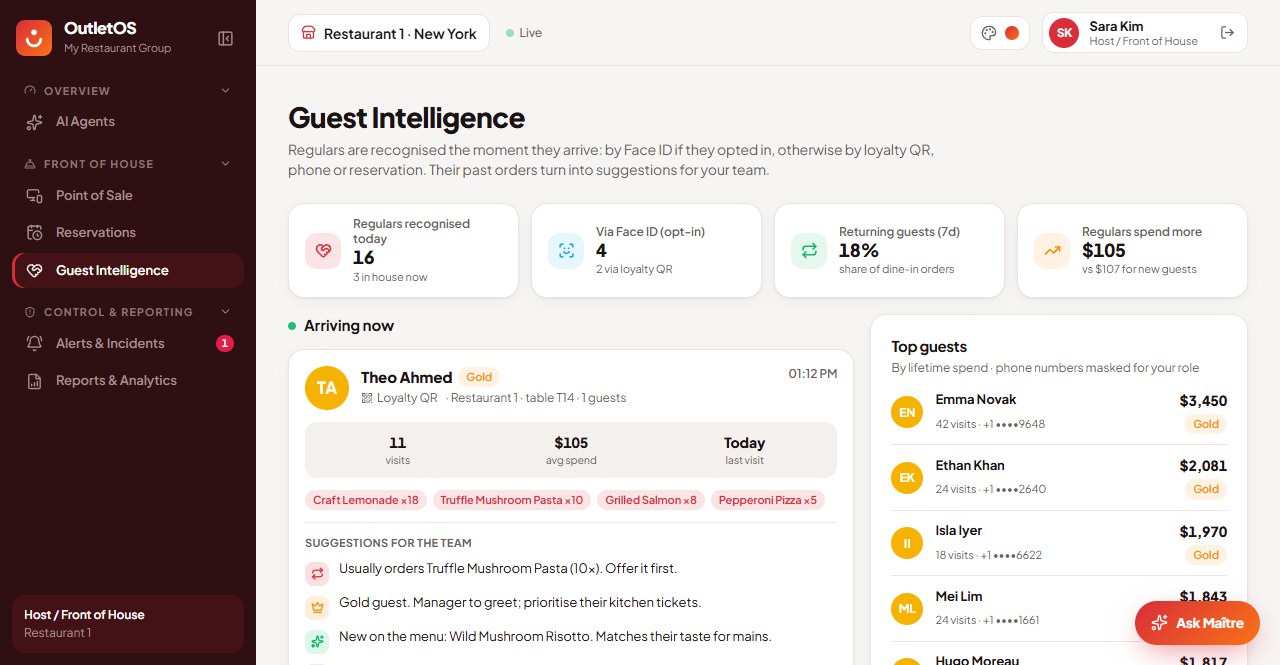 OutletOS
My Restaurant Group
OVERVIEW
AI Agents
FRONT OF HOUSE
Point of Sale
Reservations
Guest Intelligence
CONTROL & REPORTING
Alerts & Incidents
1
Reports & Analytics
Host / Front of House
Restaurant 1
Restaurant 1 · New York
Live
SK
Sara Kim
Host / Front of House
Guest Intelligence
Regulars are recognised the moment they arrive: by Face ID if they opted in, otherwise by loyalty QR,
phone or reservation. Their past orders turn into suggestions for your team.
Regulars recognised
today
16
3 in house now
Via Face ID (opt-in)
4
2 via loyalty QR
Returning guests (7d)
18%
share of dine-in orders
Regulars spend more
$105
vs $107 for new guests
Arriving now
TA
Theo Ahmed
Gold
01:12 PM
Loyalty QR · Restaurant 1 · table T14 · 1 guests
11
visits
$105
avg spend
Today
last visit
Craft Lemonade ×18
Truffle Mushroom Pasta ×10
Grilled Salmon ×8
Pepperoni Pizza ×5
SUGGESTIONS FOR THE TEAM
Usually orders Truffle Mushroom Pasta (10×). Offer it first.
Gold guest. Manager to greet; prioritise their kitchen tickets.
New on the menu: Wild Mushroom Risotto. Matches their taste for mains.
Top guests
By lifetime spend · phone numbers masked for your role
EN
Emma Novak
$3,450
42 visits · +1 ••••9648
Gold
EK
Ethan Khan
$2,081
24 visits · +1 ••••2640
Gold
II
Isla Iyer
$1,970
18 visits · +1 ••••6622
Gold
ML
Mei Lim
$1,843
24 visits · +1 ••••1661
Ask Maître
Hugo Moreau
$1,817